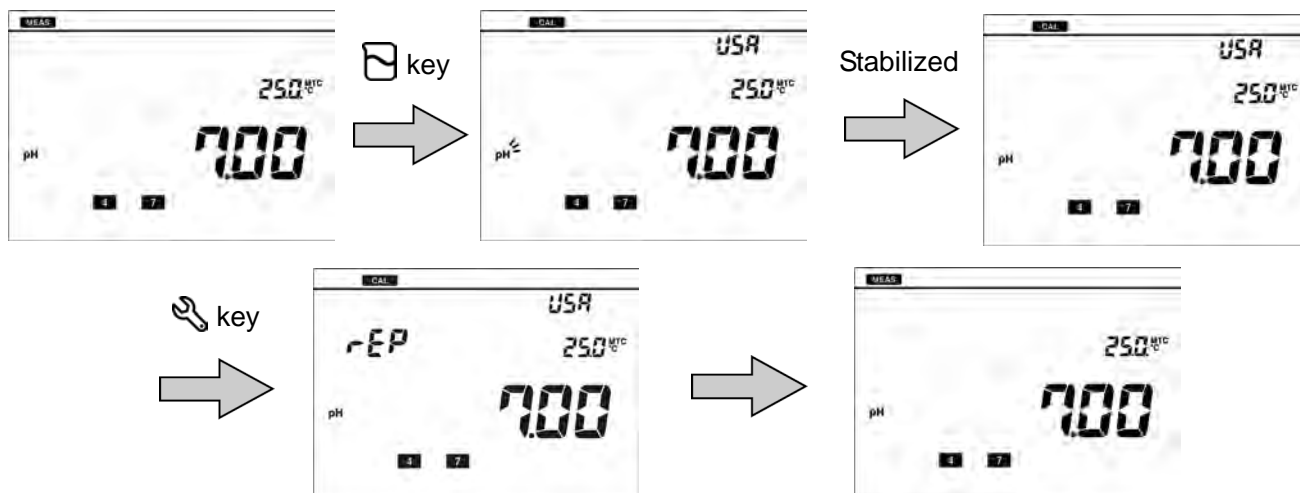 MEAS
25.0. MTC °C
pH
7.00
4 7
key
CAL
USA
25.0 MTC °C
pH
7.00
4 7
Stabilized
CAL
USA
25.0 MTC °C
pH
7.00
4 7
key
CAL
USA
rEP
25.0 MTC °C
pH
7.00
4 7
MEAS
25.0. MTC °C
pH
7.00
4 7